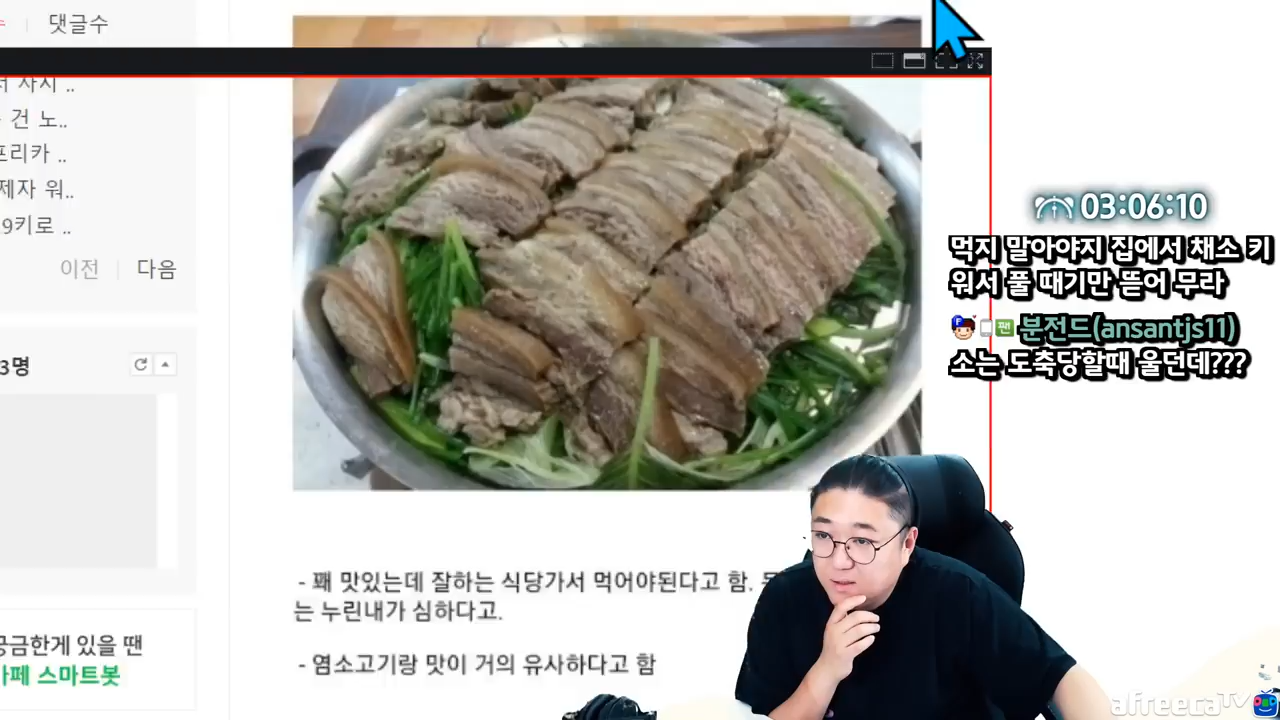 댓글수
사시 ..
건 노..
프리카 ..
제자 워..
9키로 ..
이전
다음
3명
궁금한게 있을 땐
카페 스마트봇
- 꽤 맛있는데 잘하는 식당가서 먹어야된다고 함.
는 누린내가 심하다고.
- 염소고기랑 맛이 거의 유사하다고 함
03:06:10
먹지 말아야지 집에서 채소 키
워서 풀 때기만 뜯어 무라
F
팬
분전드(ansantjs11)
소는 도축당할때 울던데???
afreecaTV